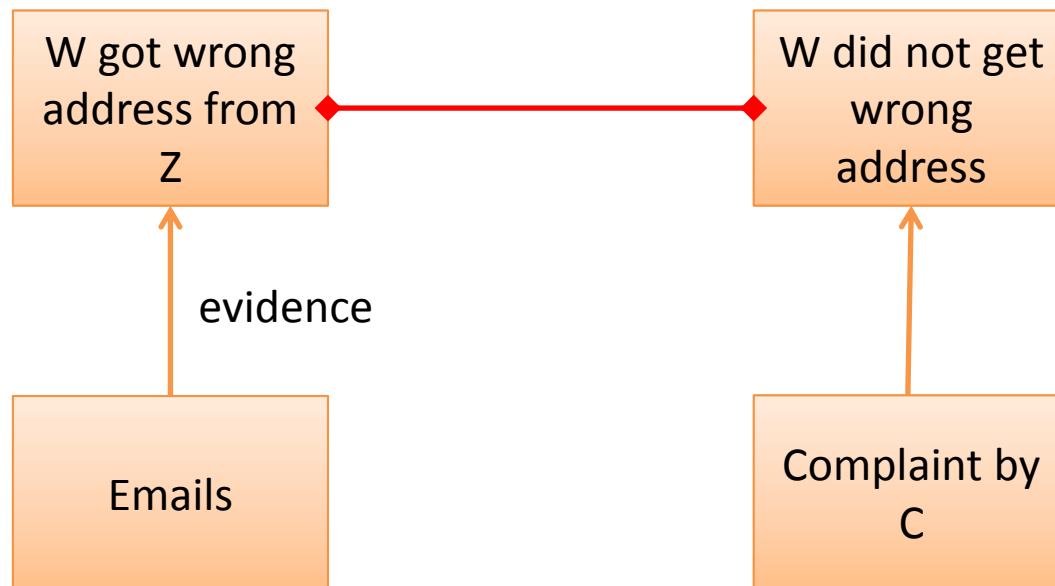 W got wrong
address from
Z
W did not get
wrong
address
evidence
Emails
Complaint by
C